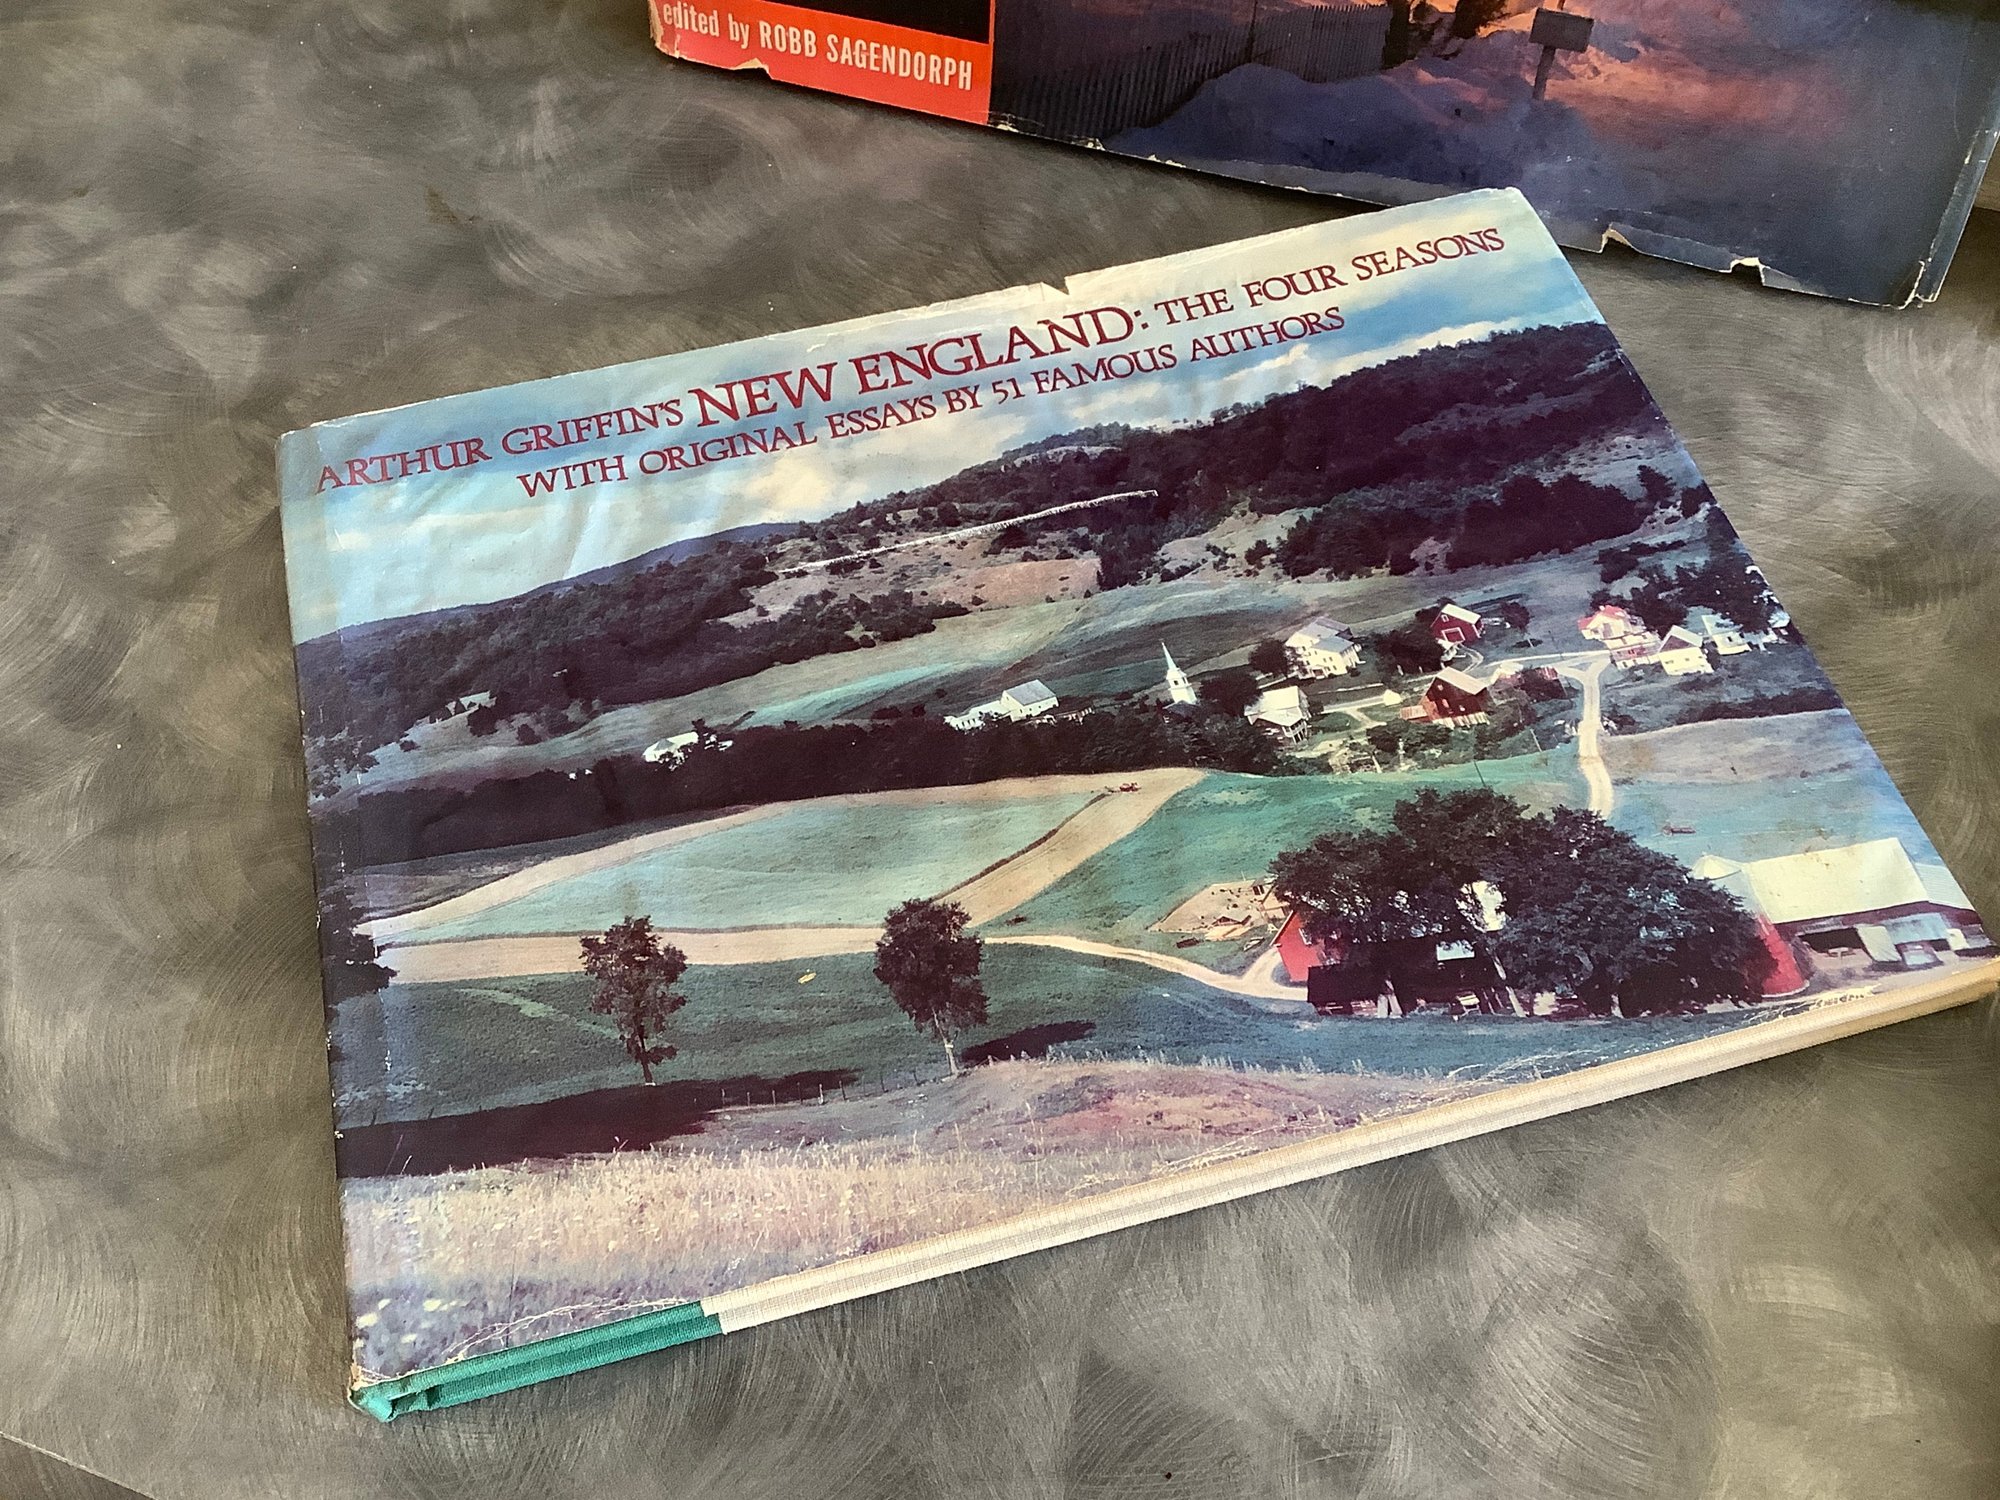 edited by ROBB SAGENDORPH
ARTHUR GRIFFIN'S NEW ENGLAND: THE FOUR SEASONS
WITH ORIGINAL ESSAYS BY 51 FAMOUS AUTHORS